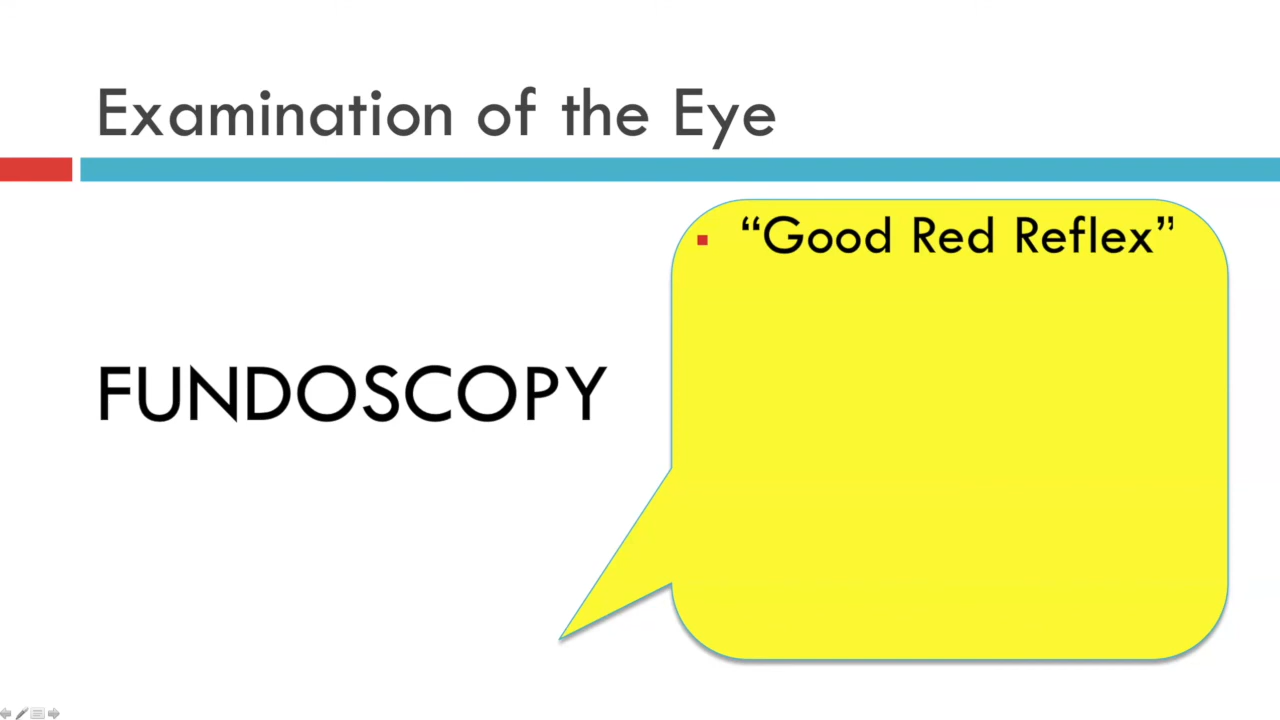 Examination of the Eye
FUNDOSCOPY
“Good Red Reflex”